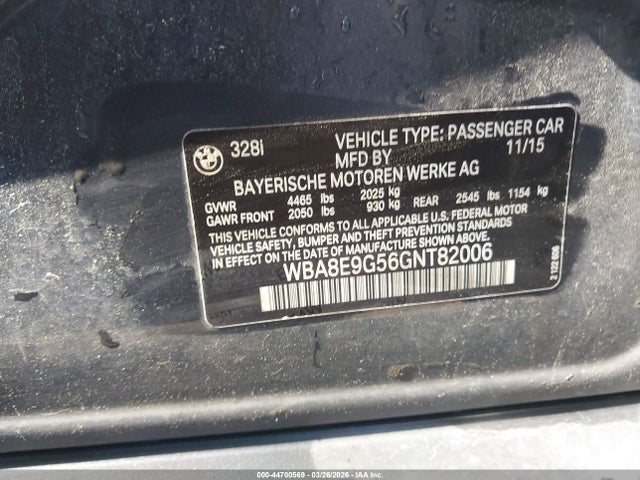 328i VEHICLE TYPE: PASSENGER CAR
MFD BY 11/15
BAYERISCHE MOTOREN WERKE AG
GVWR 4465 lbs 2025 kg
GAWR FRONT 2050 lbs 930 kg REAR 2545 lbs 1154 kg
THIS VEHICLE CONFORMS TO ALL APPLICABLE U.S. FEDERAL MOTOR
VEHICLE SAFETY, BUMPER AND THEFT PREVENTION STANDARDS
IN EFFECT ON THE DATE OF MANUFACTURE SHOWN ABOVE.
WBA8E9G56GNT82006
000-44700569 | 03/26/2026 - IAAI.COM